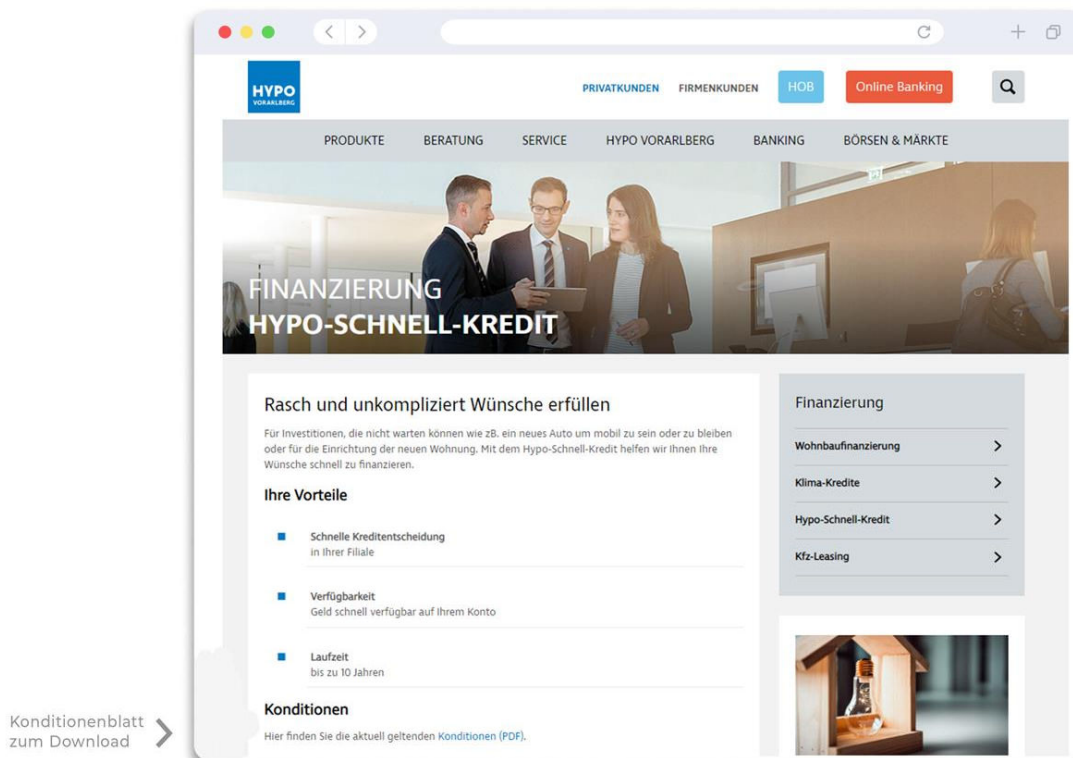 HYPO
VORARLBERG
PRIVATKUNDEN
FIRMENKUNDEN
HOB
Online Banking
PRODUKTE
BERATUNG
SERVICE
HYPO VORARLBERG
BANKING
BÖRSEN & MÄRKTE
FINANZIERUNG
HYPO-SCHNELL-KREDIT
Rasch und unkompliziert Wünsche erfüllen
Für Investitionen, die nicht warten können wie zB. ein neues Auto um mobil zu sein oder zu bleiben
oder für die Einrichtung der neuen Wohnung. Mit dem Hypo-Schnell-Kredit helfen wir Ihnen Ihre
Wünsche schnell zu finanzieren.
Ihre Vorteile
Schnelle Kreditentscheidung
in Ihrer Filiale
Verfügbarkeit
Geld schnell verfügbar auf Ihrem Konto
Laufzeit
bis zu 10 Jahren
Konditionen
Hier finden Sie die aktuell geltenden Konditionen (PDF).
Finanzierung
Wohnbaufinanzierung
Klima-Kredite
Hypo-Schnell-Kredit
Kfz-Leasing
Konditionenblatt
zum Download